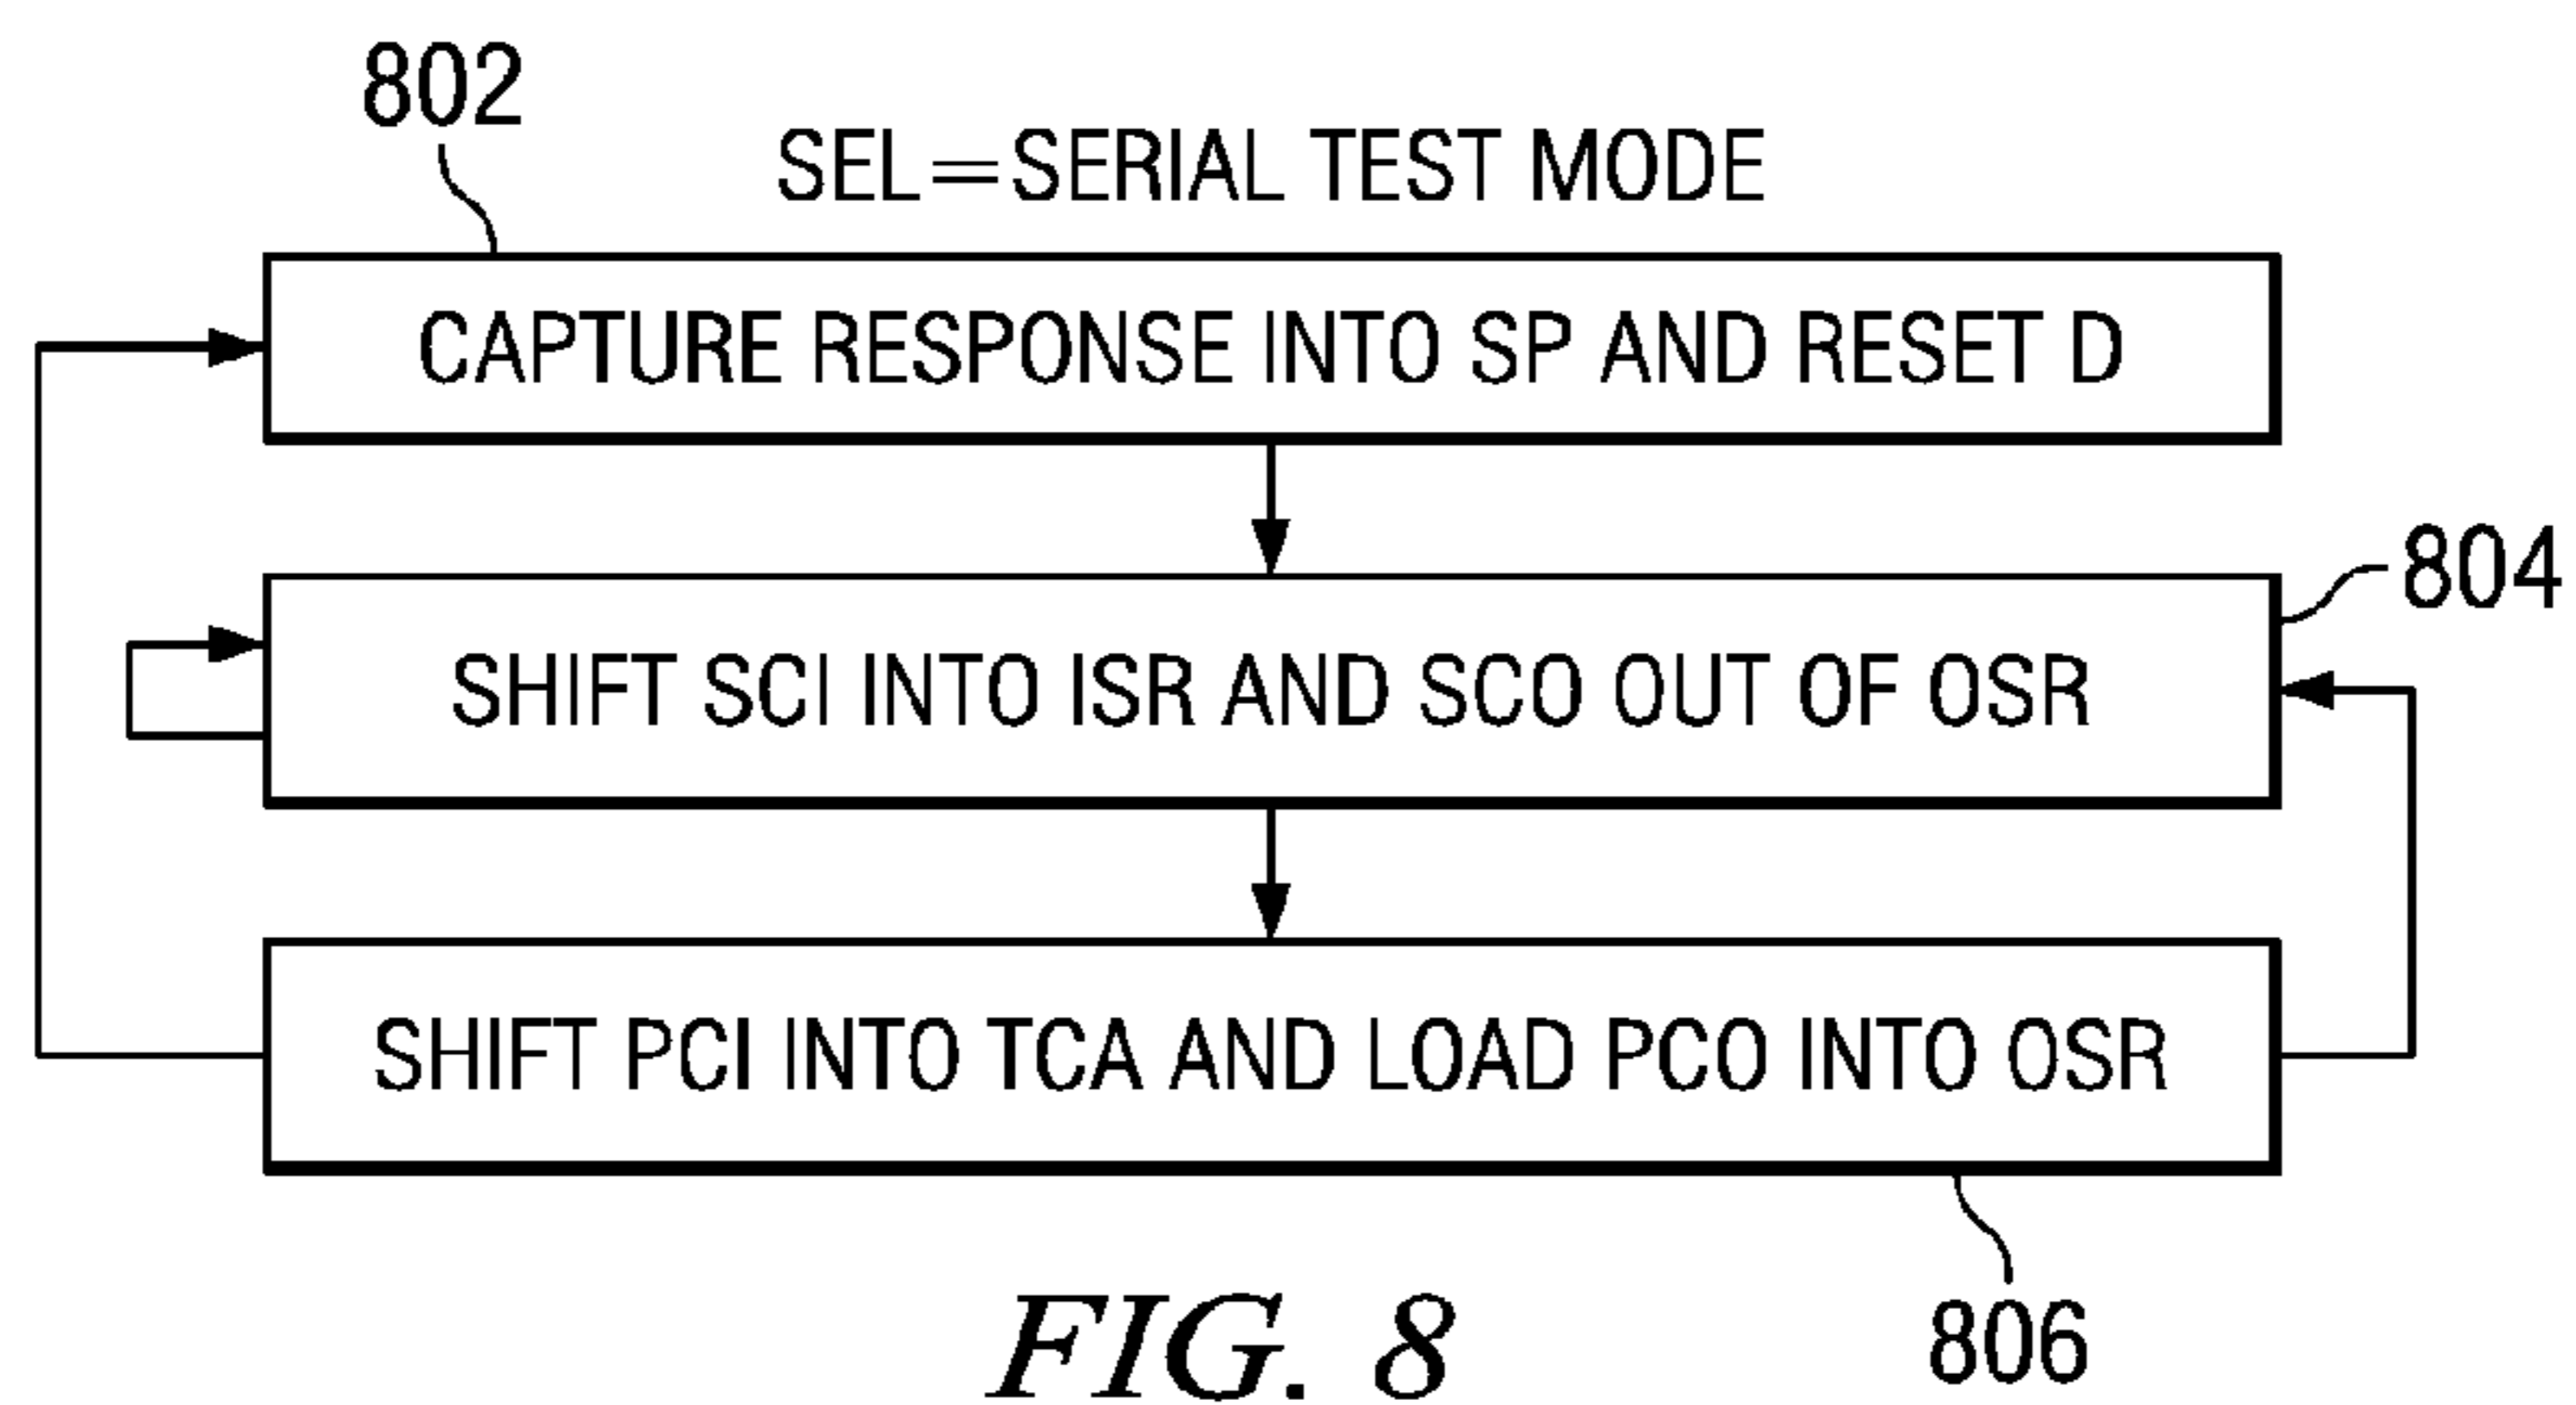 802
SEL=SERIAL TEST MODE
CAPTURE RESPONSE INTO SP AND RESET D
804
SHIFT SCI INTO ISR AND SCO OUT OF OSR
SHIFT PCI INTO TCA AND LOAD PCO INTO OSR
806
FIG. 8